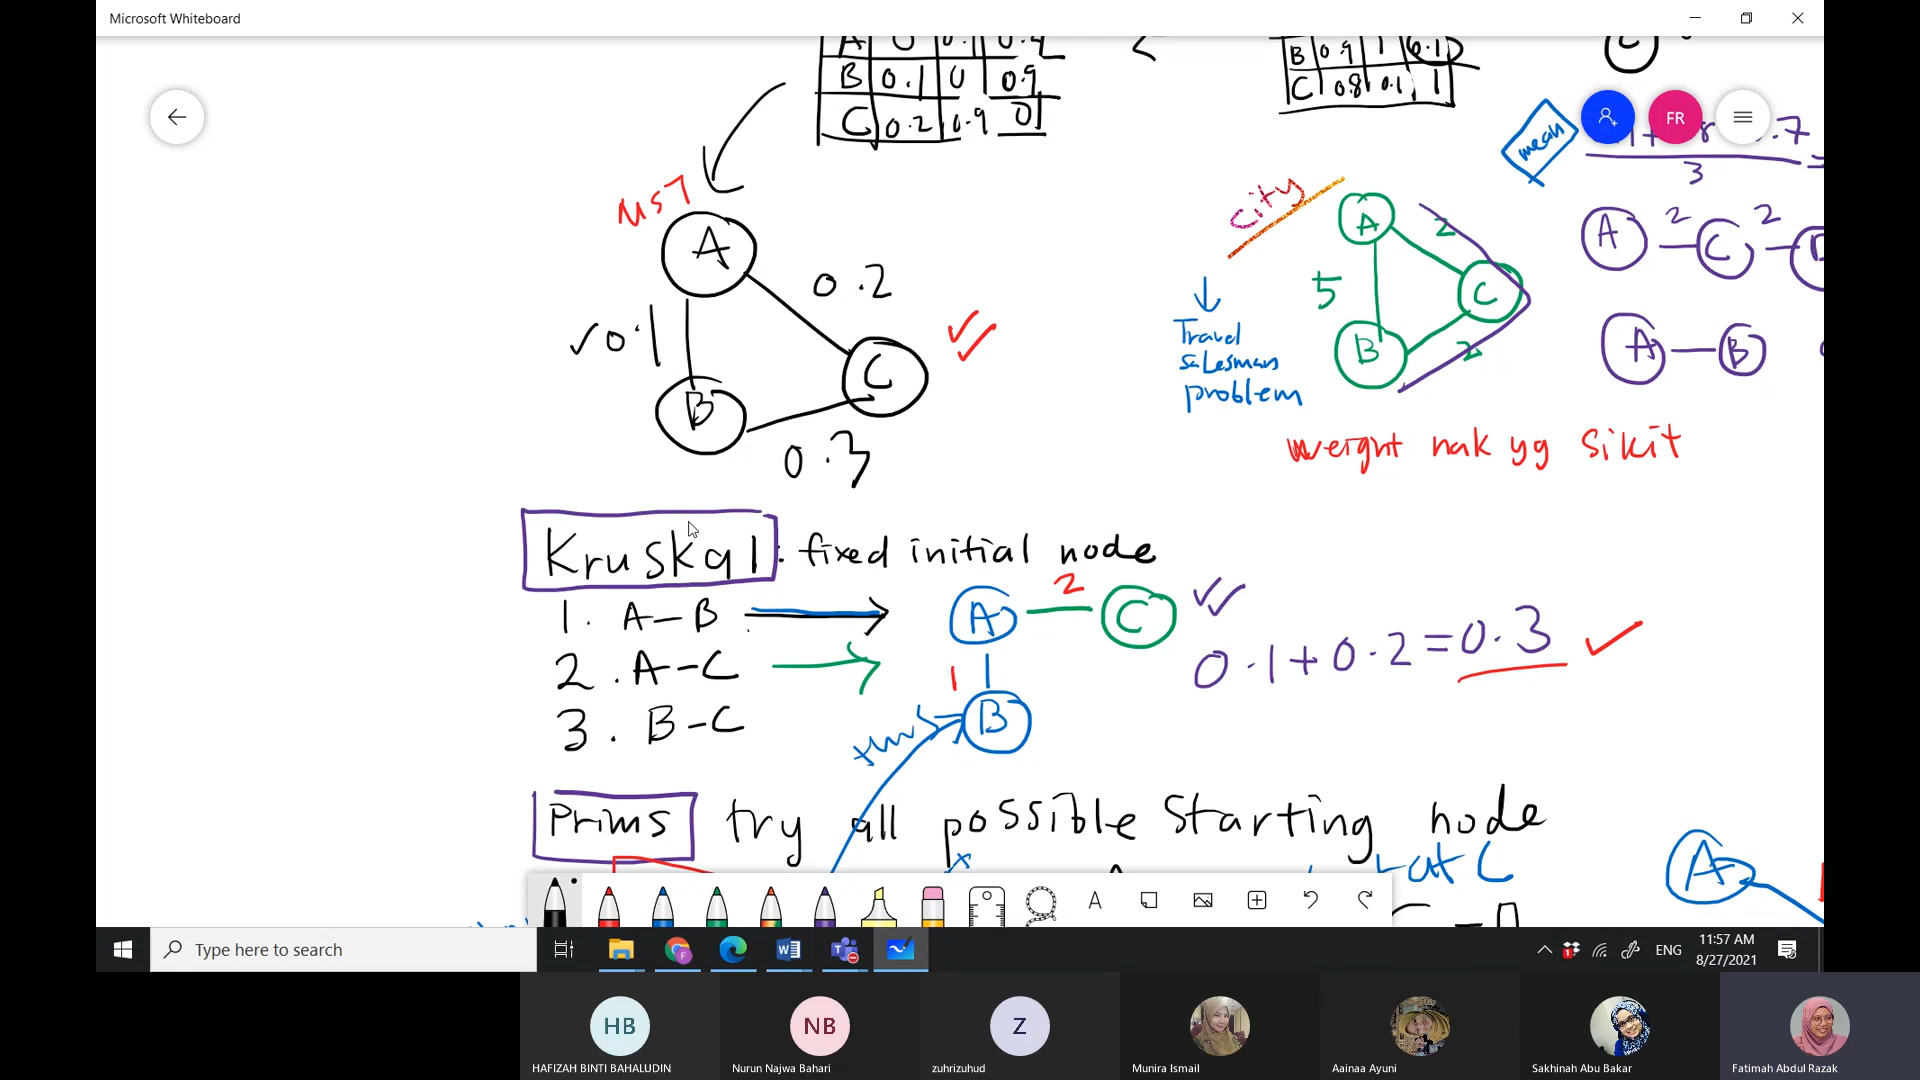 Microsoft Whiteboard
A 0 0.1 0.2
B 0.1 0 0.9
C 0.2 0.9 0
B 0.9 1 0.1
C 0.8 0.1 1
C
FR
mean
3
MST
A
0.2
0.1
C
B
0.3
city
A
2
5
C
B
2
Travel
salesman
problem
A 2 C 2
A B
weight nak yg sikit
Kruskal : fixed initial node
1. A-B
2. A-C
3. B-C
A 2 C
1
B
0.1+0.2=0.3
Prims try all possible starting node
A
Type here to search
ENG
11:57 AM
8/27/2021
HB
NB
Z
HAFIZAH BINTI BAHALUDIN
Nurun Najwa Bahari
zuhrizuhud
Munira Ismail
Aainaa Ayuni
Sakhinah Abu Bakar
Fatimah Abdul Razak